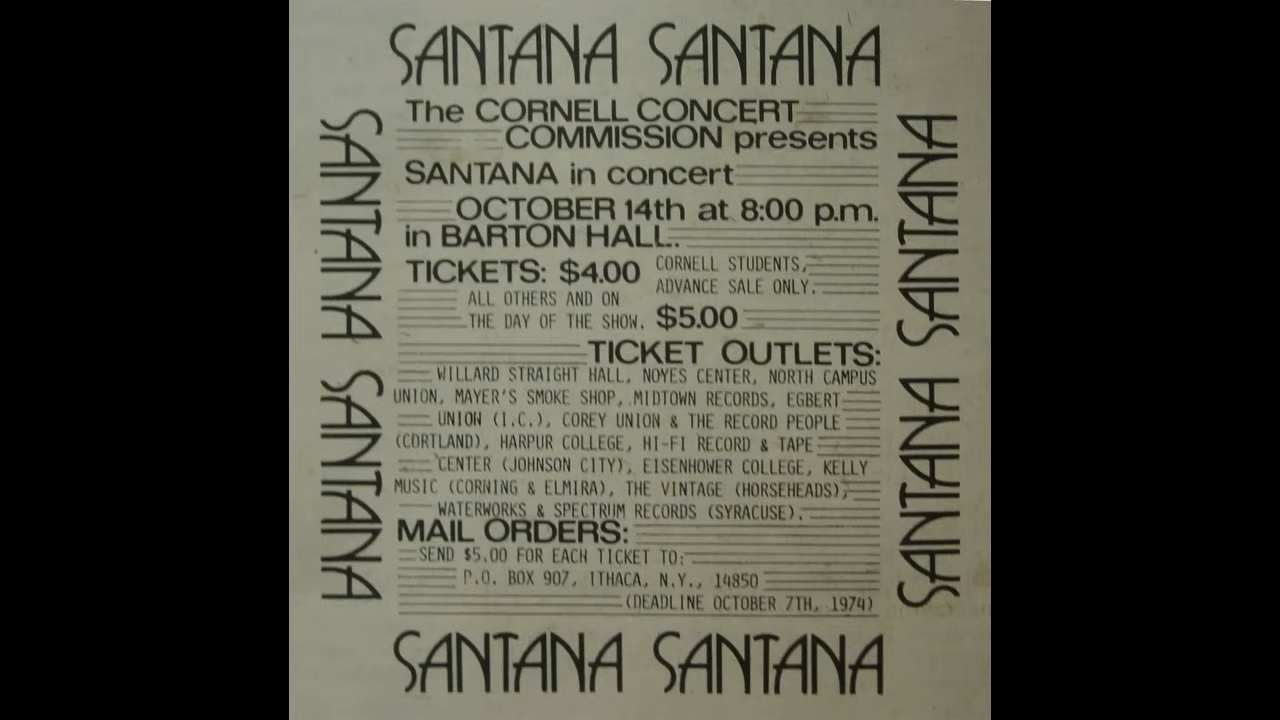 SANTANA SANTANA
The CORNELL CONCERT
COMMISSION presents
SANTANA in concert
OCTOBER 14th at 8:00 p.m.
in BARTON HALL.
TICKETS: $4.00 CORNELL STUDENTS,
ADVANCE SALE ONLY.
ALL OTHERS AND ON
THE DAY OF THE SHOW. $5.00
TICKET OUTLETS:
WILLARD STRAIGHT HALL, NOYES CENTER, NORTH CAMPUS
UNION, MAYER'S SMOKE SHOP, MIDTOWN RECORDS, EGBERT
UNION (I.C.), COREY UNION & THE RECORD PEOPLE
(CORTLAND), HARPUR COLLEGE, HI-FI RECORD & TAPE
CENTER (JOHNSON CITY), EISENHOWER COLLEGE, KELLY
MUSIC (CORNING & ELMIRA), THE VINTAGE (HORSEHEADS),
WATERWORKS & SPECTRUM RECORDS (SYRACUSE).
MAIL ORDERS:
SEND $5.00 FOR EACH TICKET TO:
P.O. BOX 907, ITHACA, N.Y., 14850
(DEADLINE OCTOBER 7TH, 1974)
SANTANA SANTANA
SANTANA SANTANA
SANTANA SANTANA